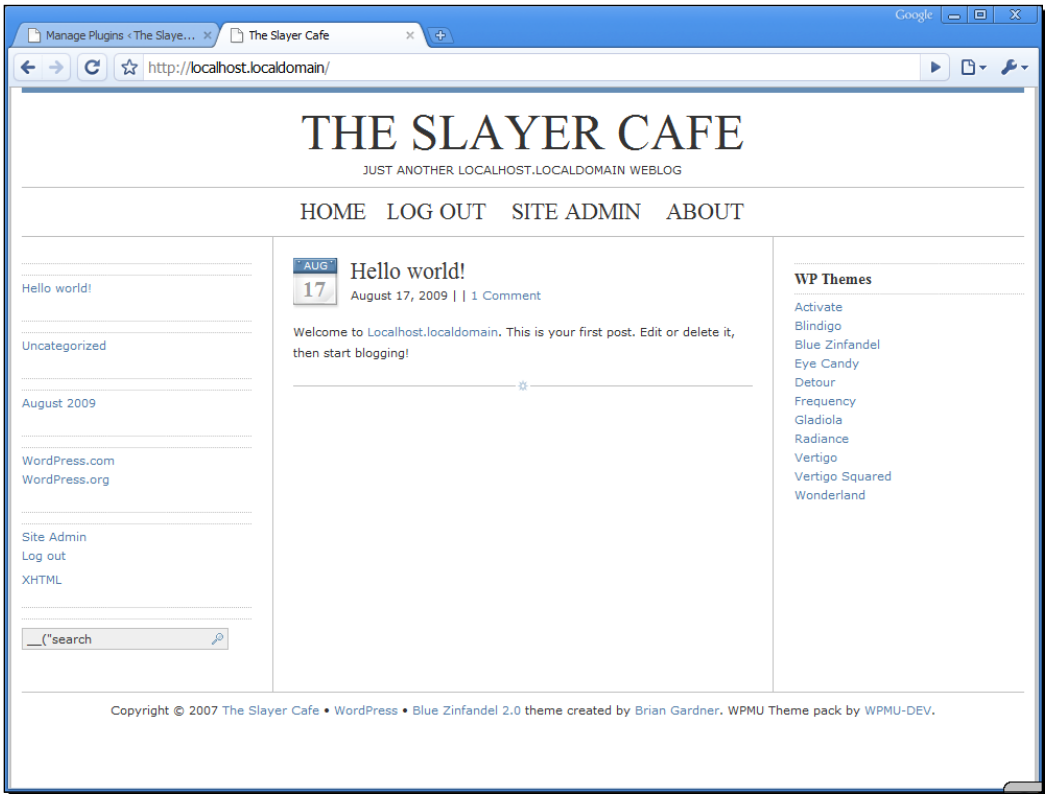 Google
Manage Plugins ‹ The Slaye...
The Slayer Cafe
http://localhost.localdomain/
THE SLAYER CAFE
JUST ANOTHER LOCALHOST.LOCALDOMAIN WEBLOG
HOME LOG OUT SITE ADMIN ABOUT
Hello world!
Uncategorized
August 2009
WordPress.com
WordPress.org
Site Admin
Log out
XHTML
__("search
AUG
17
Hello world!
August 17, 2009 | | 1 Comment
Welcome to Localhost.localdomain. This is your first post. Edit or delete it,
then start blogging!
WP Themes
Activate
Blindigo
Blue Zinfandel
Eye Candy
Detour
Frequency
Gladiola
Radiance
Vertigo
Vertigo Squared
Wonderland
Copyright © 2007 The Slayer Cafe • WordPress • Blue Zinfandel 2.0 theme created by Brian Gardner. WPMU Theme pack by WPMU-DEV.